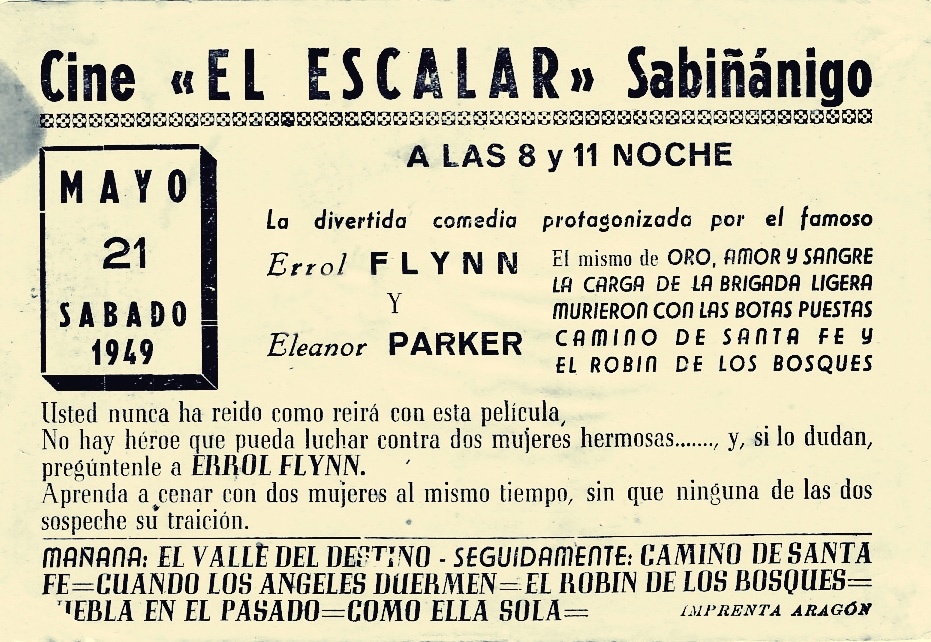 Cine «EL ESCALAR» Sabiñánigo
MAYO
21
SABADO
1949
A LAS 8 y 11 NOCHE
La divertida comedia protagonizada por el famoso
Errol FLYNN
Y
Eleanor PARKER
El mismo de ORO, AMOR Y SANGRE
LA CARGA DE LA BRIGADA LIGERA
MURIERON CON LAS BOTAS PUESTAS
CAMINO DE SANTA FE Y
EL ROBIN DE LOS BOSQUES
Usted nunca ha reido como reirá con esta película,
No hay héroe que pueda luchar contra dos mujeres hermosas......., y, si lo dudan,
pregúntenle a ERROL FLYNN.
Aprenda a cenar con dos mujeres al mismo tiempo, sin que ninguna de las dos
sospeche su traición.
MAÑANA: EL VALLE DEL DESTINO - SEGUIDAMENTE: CAMINO DE SANTA
FE=CUANDO LOS ANGELES DUERMEN=EL ROBIN DE LOS BOSQUES=
EN EL PASADO=COMO ELLA SOLA=
IMPRENTA ARAGÓN